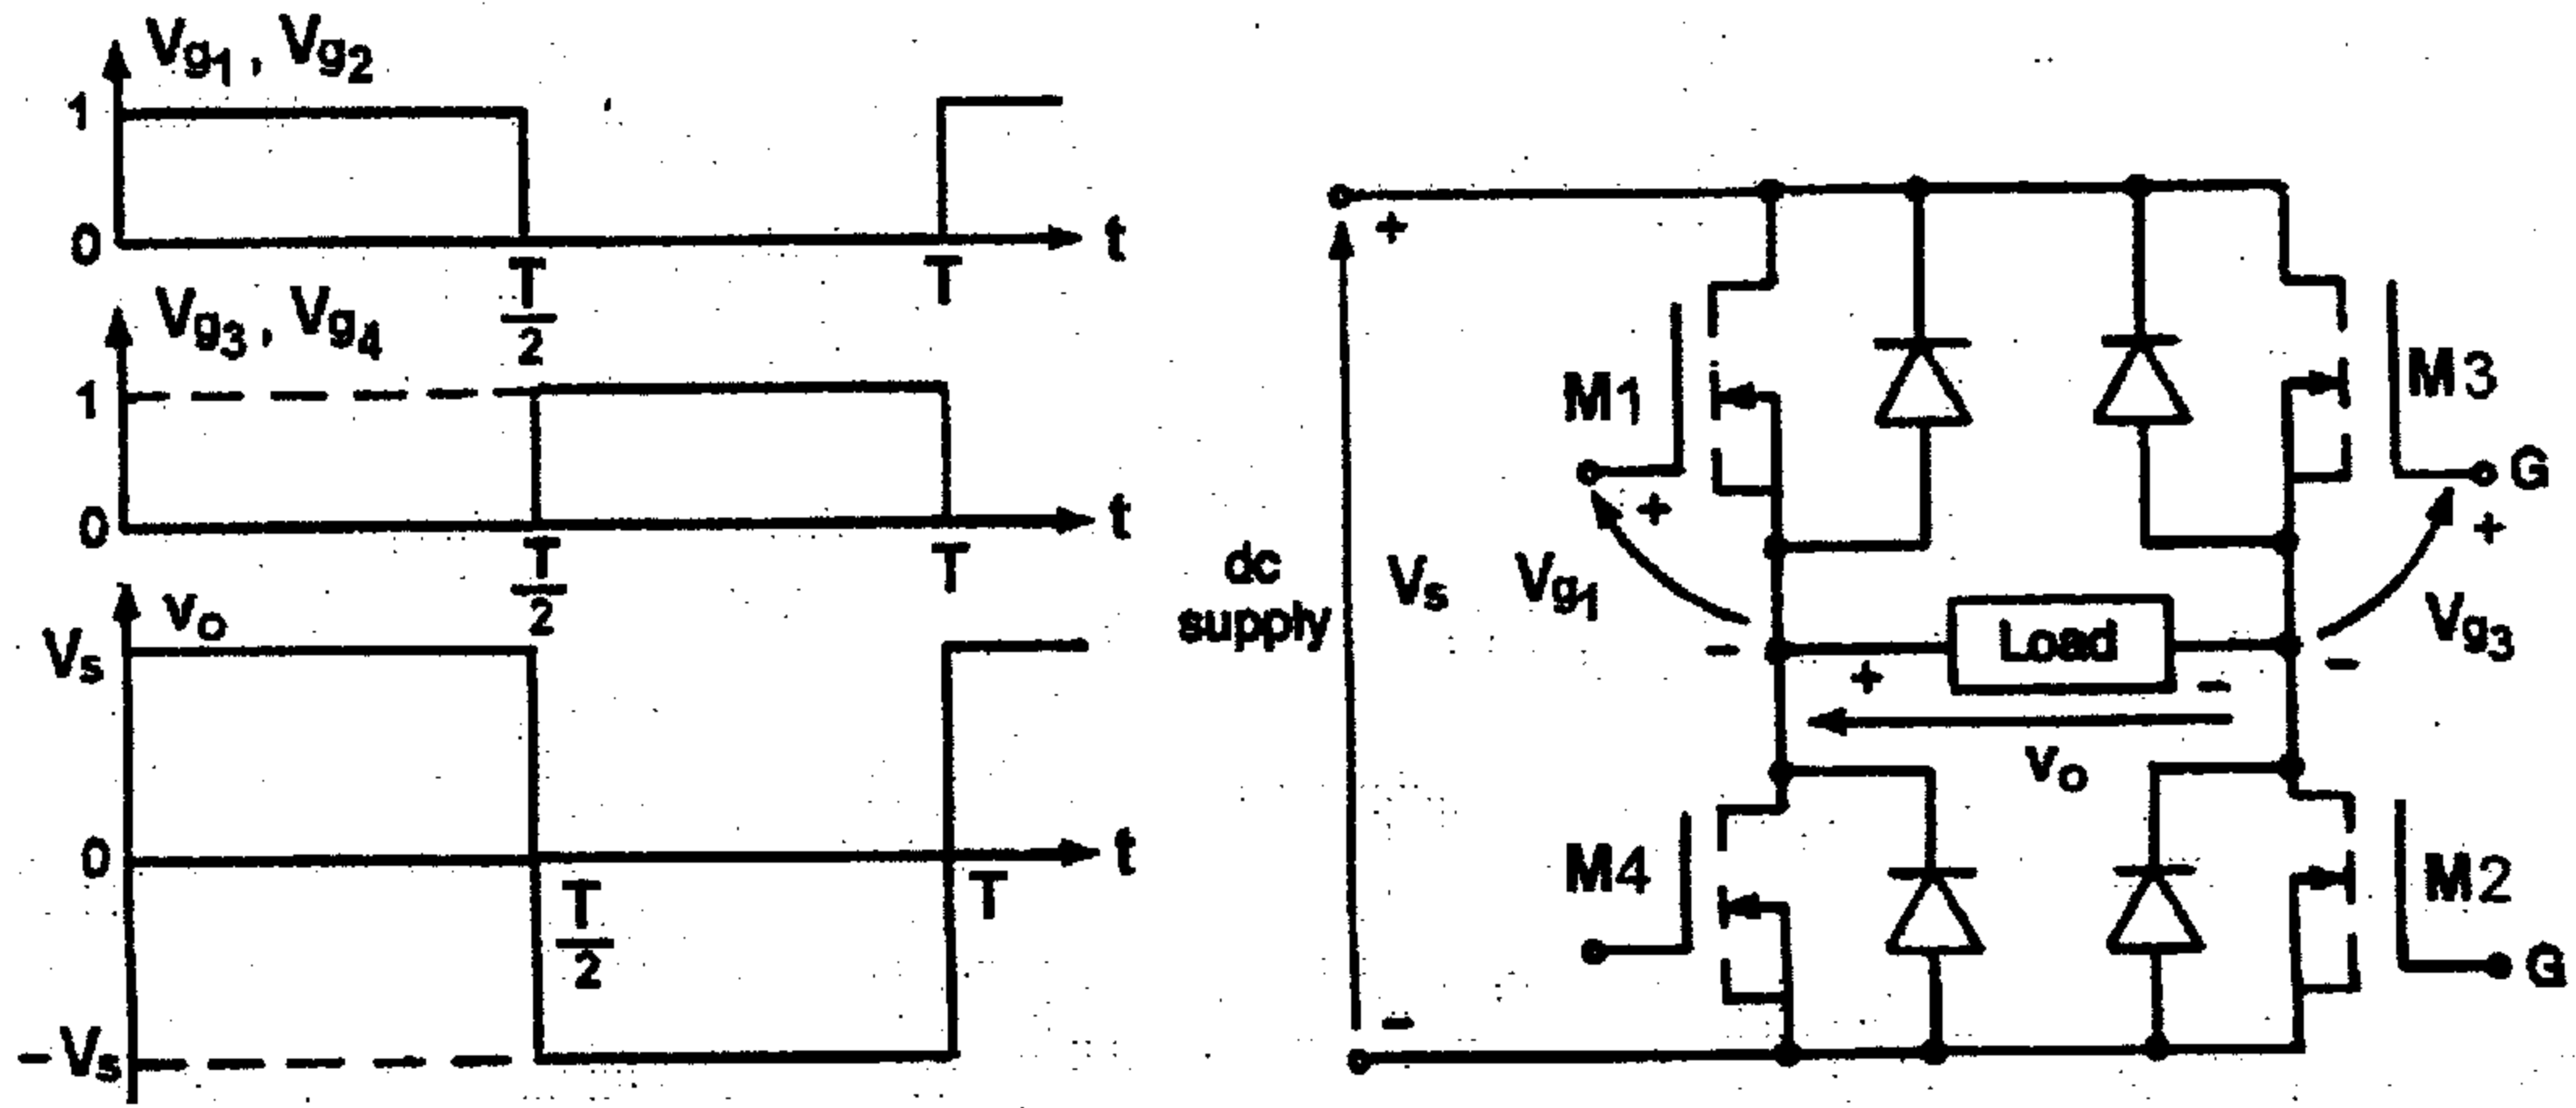 Vg1, Vg2
1
0
T/2
T
t
Vg3, Vg4
1
0
T/2
T
t
vo
Vs
0
T/2
T
t
-Vs
dc
supply
+
-
Vs
M1
+
Vg1
-
M3
G
+
Vg3
-
Load
+
-
vo
M4
M2
G